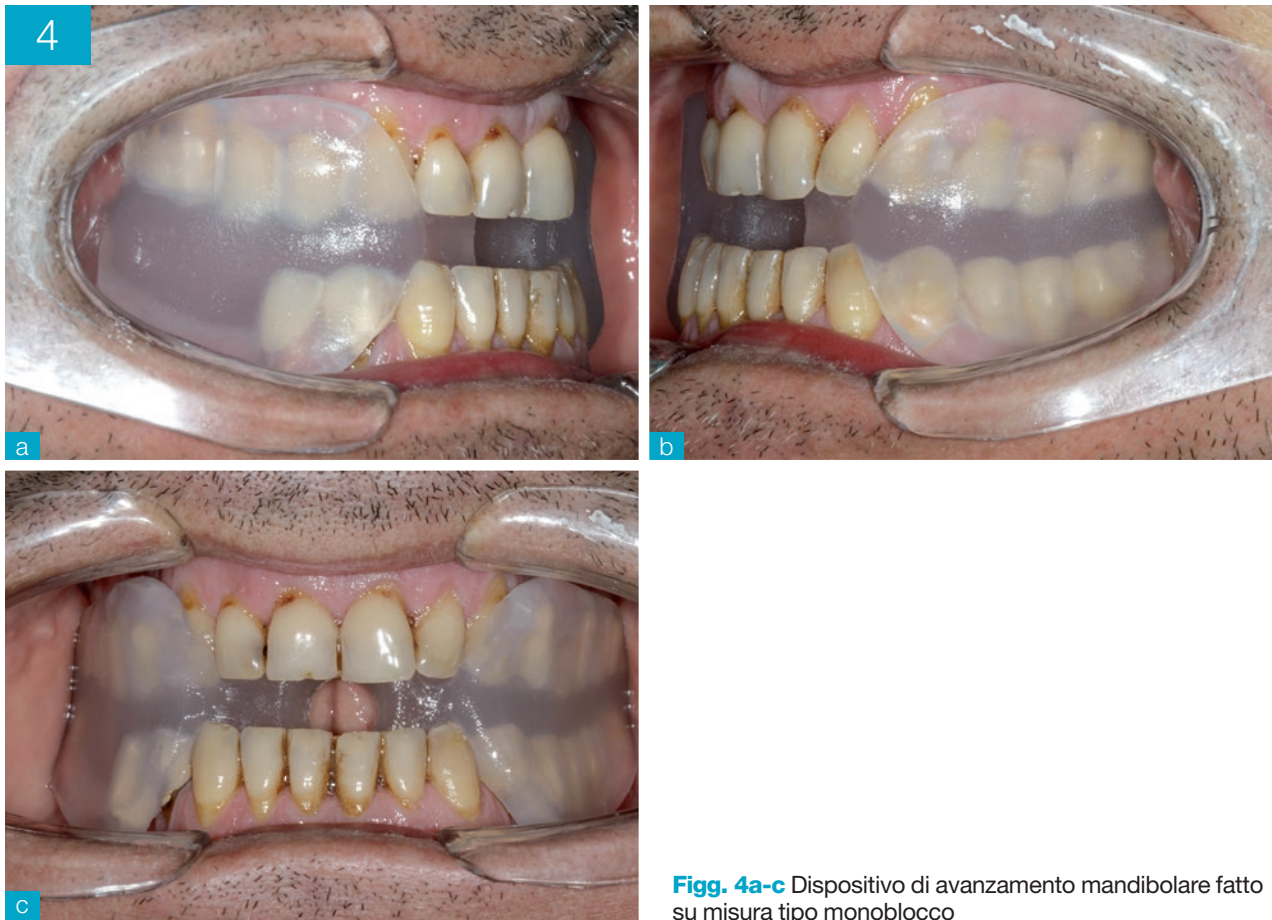 4
a
b
c
Figg. 4a-c Dispositivo di avanzamento mandibolare fatto
su misura tipo monoblocco